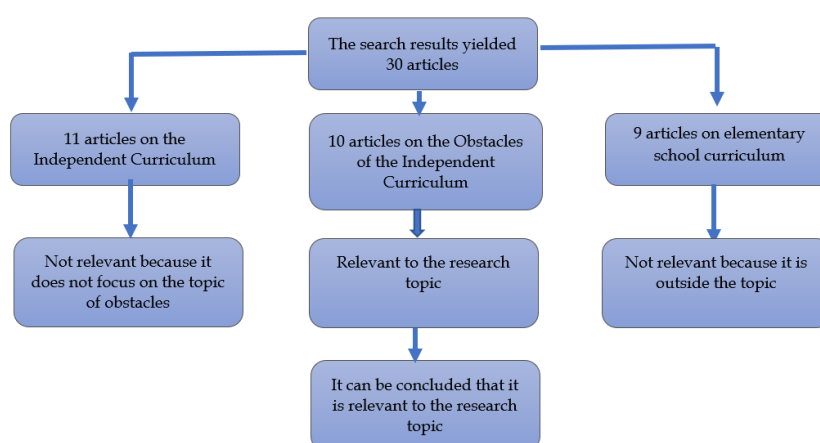 The search results yielded
30 articles
11 articles on the
Independent Curriculum
10 articles on the Obstacles
of the Independent
Curriculum
9 articles on elementary
school curriculum
Not relevant because it
does not focus on the topic
of obstacles
Relevant to the research
topic
Not relevant because it is
outside the topic
It can be concluded that it
is relevant to the research
topic